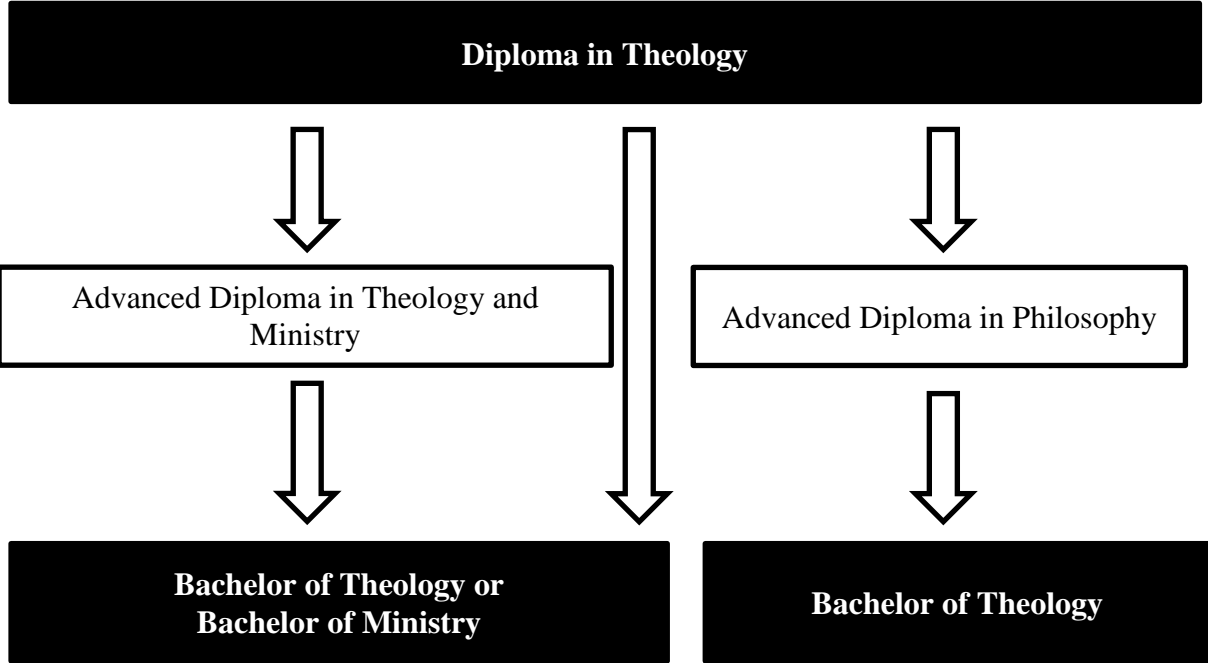 Diploma in Theology
Advanced Diploma in Theology and
Ministry
Advanced Diploma in Philosophy
Bachelor of Theology or
Bachelor of Ministry
Bachelor of Theology